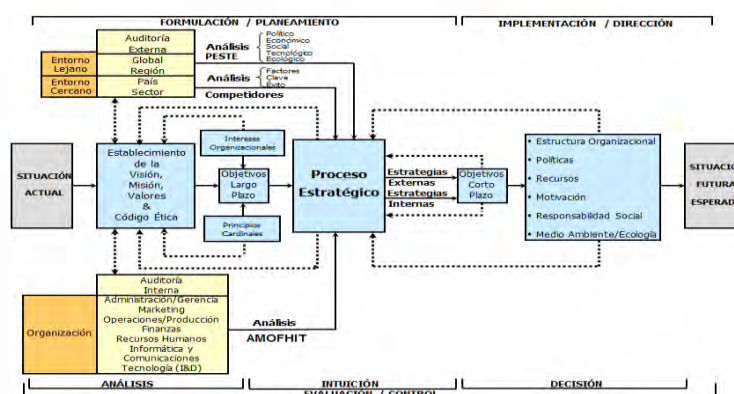 FORMULACIÓN / PLANEAMIENTO
IMPLEMENTACIÓN / DIRECCIÓN
Auditoría
Externa
Entorno
Lejano
Global
Región
Entorno
Cercano
País
Sector
Análisis
PESTE
Político
Económico
Social
Tecnológico
Ecológico
Análisis
Competidores
Factores
Clave
Éxito
SITUACIÓN
ACTUAL
Establecimiento
de la
Visión,
Misión,
Valores
&
Código Ética
Intereses
Organizacionales
Objetivos
Largo
Plazo
Principios
Cardinales
Proceso
Estratégico
Estrategias
Externas
Estrategias
Internas
Objetivos
Corto
Plazo
• Estructura Organizacional
• Políticas
• Recursos
• Motivación
• Responsabilidad Social
• Medio Ambiente/Ecología
SITUACIÓ
FUTURA
ESPERAD
Organización
Auditoría
Interna
Administración/Gerencia
Marketing
Operaciones/Producción
Finanzas
Recursos Humanos
Informática y
Comunicaciones
Tecnología (I&D)
Análisis
AMOFHIT
ANÁLISIS
INTUICIÓN
DECISIÓN
EVALUACIÓN / CONTROL